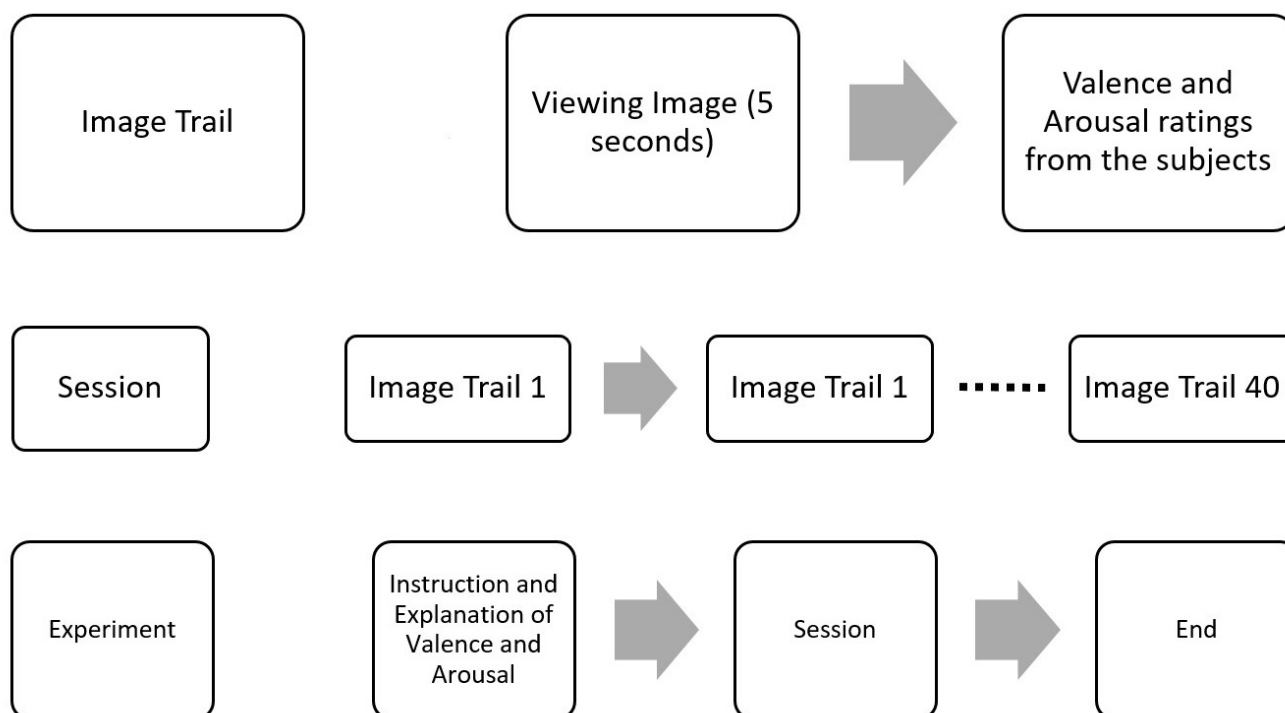 Image Trail
Viewing Image (5
seconds)
Valence and
Arousal ratings
from the subjects
Session
Image Trail 1
Image Trail 1
Image Trail 40
Experiment
Instruction and
Explanation of
Valence and
Arousal
Session
End